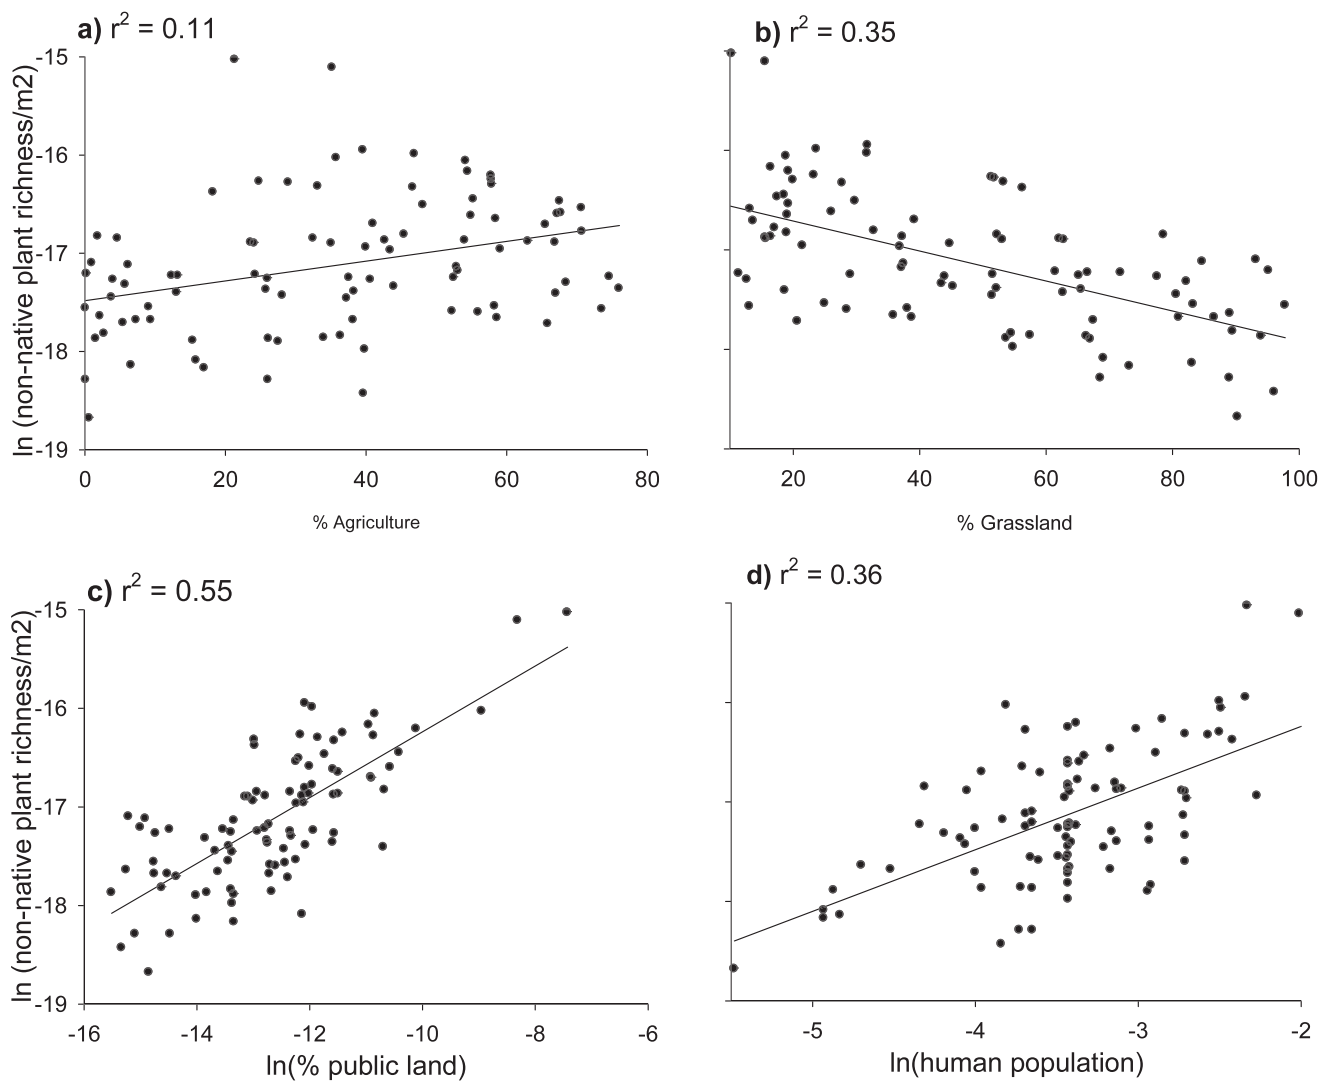 a) r2 = 0.11
b) r2 = 0.35
ln (non-native plant richness/m2)
-15
-16
-17
-18
-19
0 20 40 60 80
20 40 60 80 100
% Agriculture
% Grassland
c) r2 = 0.55
d) r2 = 0.36
ln (non-native plant richness/m2)
-15
-16
-17
-18
-19
-16 -14 -12 -10 -8 -6
-5 -4 -3 -2
ln(% public land)
ln(human population)